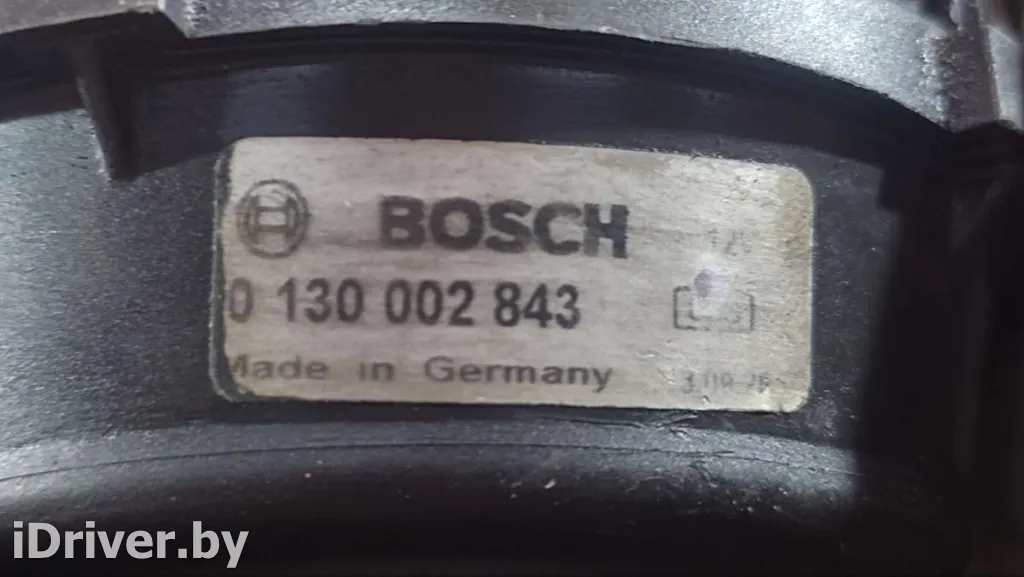 BOSCH
0 130 002 843
Made in Germany
iDriver.by